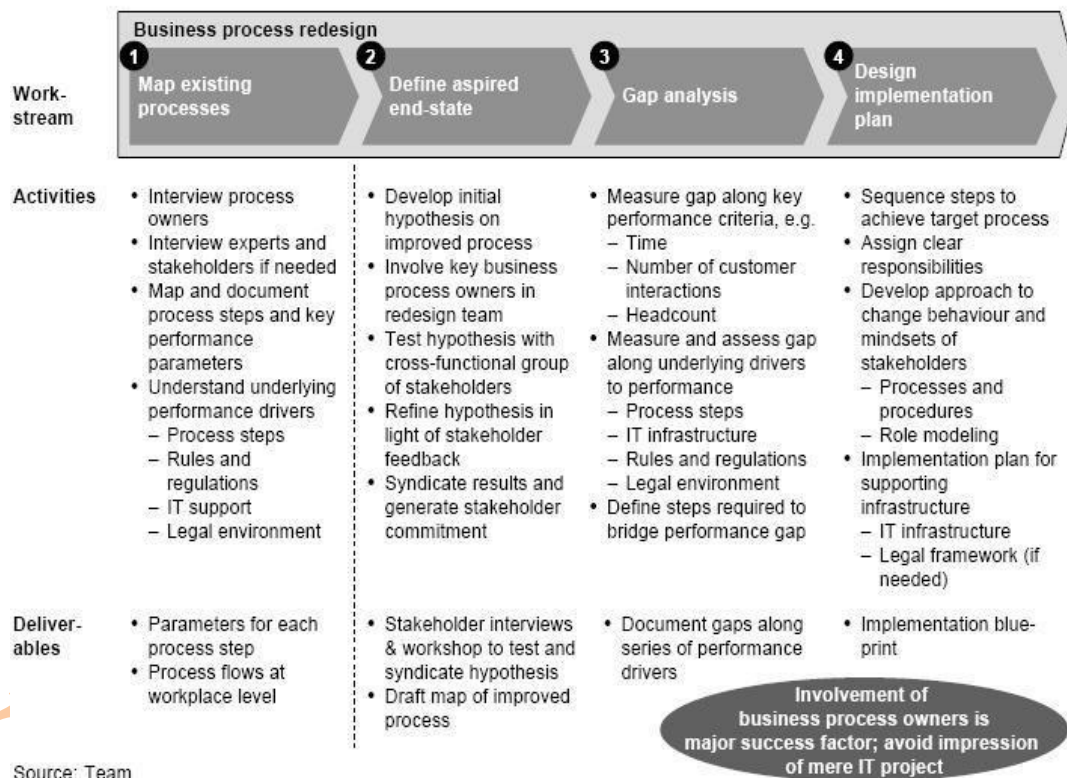 Business process redesign
Work-
stream
1
Map existing
processes
2
Define aspired
end-state
3
Gap analysis
4
Design
implementation
plan
Activities
• Interview process
owners
• Interview experts and
stakeholders if needed
• Map and document
process steps and key
performance
parameters
• Understand underlying
performance drivers
– Process steps
– Rules and
regulations
– IT support
– Legal environment
• Develop initial
hypothesis on
improved process
• Involve key business
process owners in
redesign team
• Test hypothesis with
cross-functional group
of stakeholders
• Refine hypothesis in
light of stakeholder
feedback
• Syndicate results and
generate stakeholder
commitment
• Measure gap along key
performance criteria, e.g.
– Time
– Number of customer
interactions
– Headcount
• Measure and assess gap
along underlying drivers
to performance
– Process steps
– IT infrastructure
– Rules and regulations
– Legal environment
• Define steps required to
bridge performance gap
• Sequence steps to
achieve target process
• Assign clear
responsibilities
• Develop approach to
change behaviour and
mindsets of
stakeholders
– Processes and
procedures
– Role modeling
• Implementation plan for
supporting
infrastructure
– IT infrastructure
– Legal framework (if
needed)
Deliver-
ables
• Parameters for each
process step
• Process flows at
workplace level
• Stakeholder interviews
& workshop to test and
syndicate hypothesis
• Draft map of improved
process
• Document gaps along
series of performance
drivers
• Implementation blue-
print
Involvement of
business process owners is
major success factor; avoid impression
of mere IT project
Source: Team